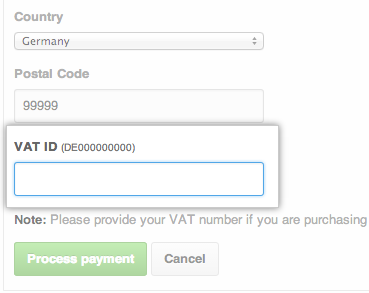 Country
Germany
Postal Code
99999
VAT ID (DE000000000)
Note: Please provide your VAT number if you are purchasing
Process payment Cancel